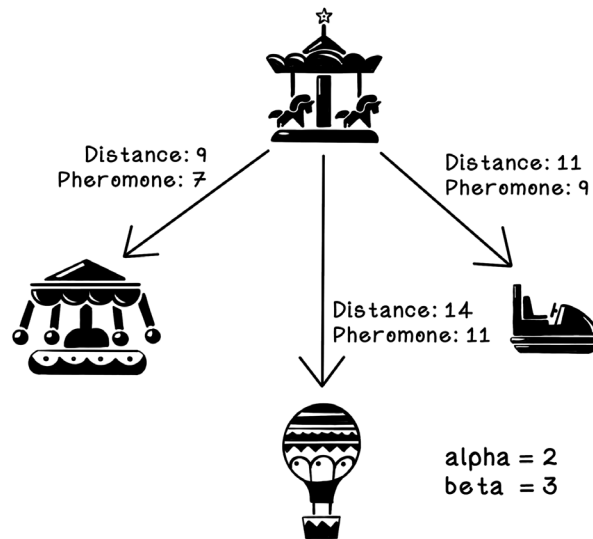 Distance: 9
Pheromone: 7
Distance: 11
Pheromone: 9
Distance: 14
Pheromone: 11
alpha = 2
beta = 3